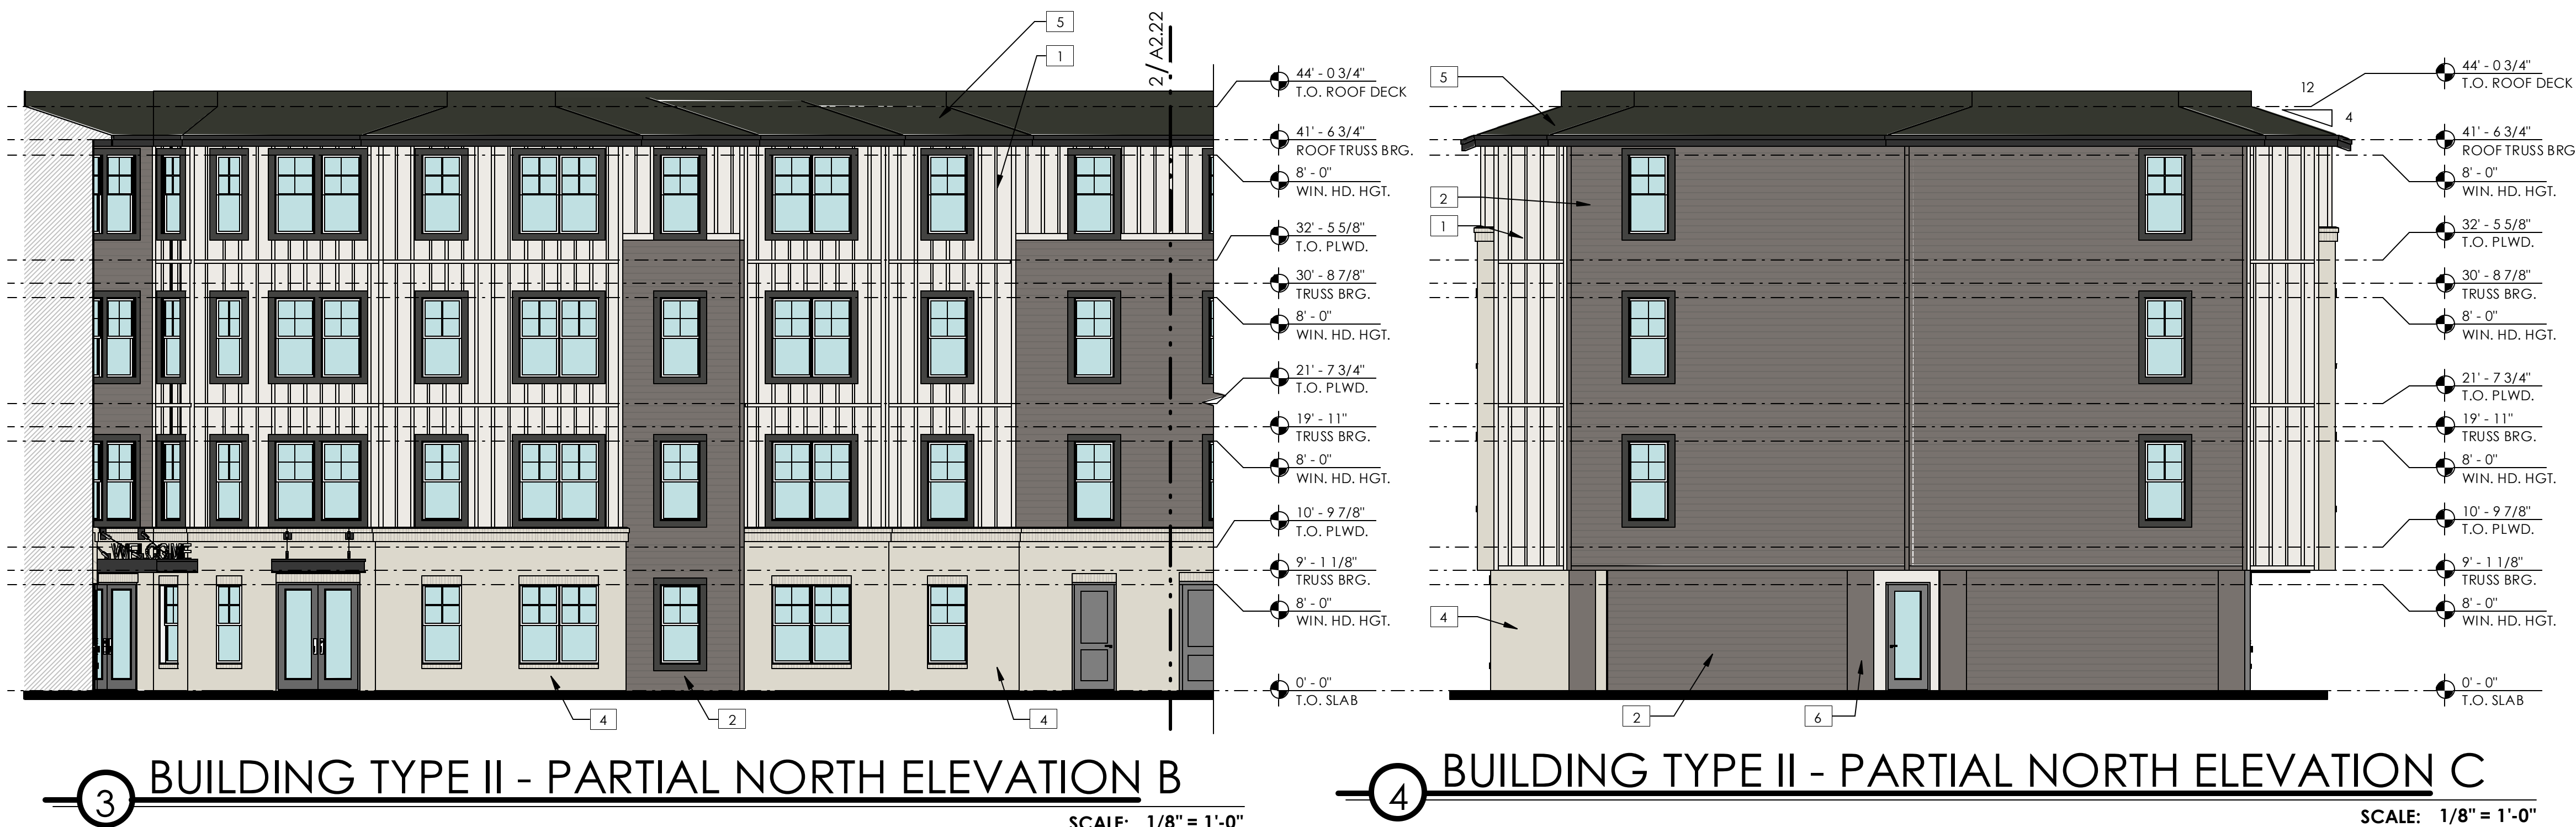 5
1
2 / A2.22
44' - 0 3/4"
T.O. ROOF DECK
41' - 6 3/4"
ROOF TRUSS BRG.
8' - 0"
WIN. HD. HGT.
32' - 5 5/8"
T.O. PLWD.
30' - 8 7/8"
TRUSS BRG.
8' - 0"
WIN. HD. HGT.
21' - 7 3/4"
T.O. PLWD.
19' - 11"
TRUSS BRG.
8' - 0"
WIN. HD. HGT.
10' - 9 7/8"
T.O. PLWD.
9' - 1 1/8"
TRUSS BRG.
8' - 0"
WIN. HD. HGT.
0' - 0"
T.O. SLAB
WELCOME
4
2
4
3
BUILDING TYPE II - PARTIAL NORTH ELEVATION B
SCALE: 1/8" = 1'-0"
5
2
1
4
12
4
44' - 0 3/4"
T.O. ROOF DECK
41' - 6 3/4"
ROOF TRUSS BRG
8' - 0"
WIN. HD. HGT.
32' - 5 5/8"
T.O. PLWD.
30' - 8 7/8"
TRUSS BRG.
8' - 0"
WIN. HD. HGT.
21' - 7 3/4"
T.O. PLWD.
19' - 11"
TRUSS BRG.
8' - 0"
WIN. HD. HGT.
10' - 9 7/8"
T.O. PLWD.
9' - 1 1/8"
TRUSS BRG.
8' - 0"
WIN. HD. HGT.
0' - 0"
T.O. SLAB
2
6
4
BUILDING TYPE II - PARTIAL NORTH ELEVATION C
SCALE: 1/8" = 1'-0"